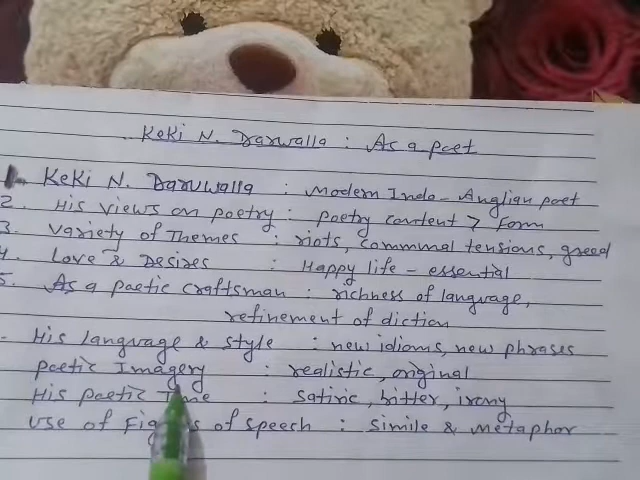 Keki N. Daruwalla : As a poet
1. Keki N. Daruwalla : Modern Indo-Anglian poet
2. His views on poetry : Poetry content > Form
3. Variety of Themes : riots, communal tensions, greed
4. Love & Desires : Happy life - essential
5. As a poetic craftsman : richness of language,
refinement of diction
His language & style : new idioms, new phrases
Poetic Imagery : realistic, original
His Poetic : Satiric, bitter, irony
Use of of speech : Simile & metaphor